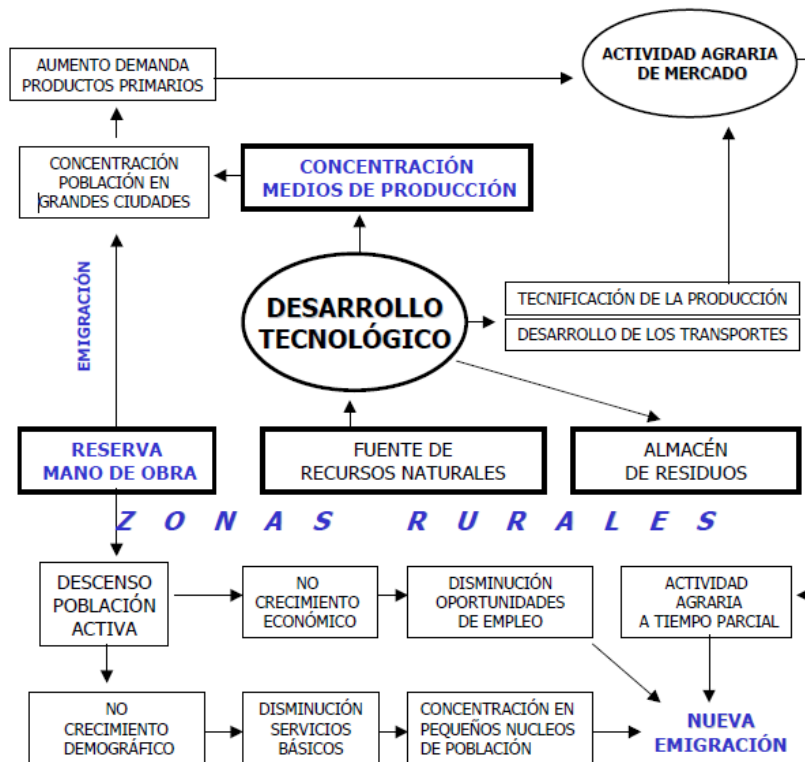 AUMENTO DEMANDA
PRODUCTOS PRIMARIOS
ACTIVIDAD AGRARIA
DE MERCADO
CONCENTRACIÓN
POBLACIÓN EN
GRANDES CIUDADES
CONCENTRACIÓN
MEDIOS DE PRODUCCIÓN
EMIGRACIÓN
DESARROLLO
TECNOLÓGICO
TECNIFICACIÓN DE LA PRODUCCIÓN
DESARROLLO DE LOS TRANSPORTES
RESERVA
MANO DE OBRA
FUENTE DE
RECURSOS NATURALES
ALMACÉN
DE RESIDUOS
ZONAS RURALES
DESCENSO
POBLACIÓN
ACTIVA
NO
CRECIMIENTO
ECONÓMICO
DISMINUCIÓN
OPORTUNIDADES
DE EMPLEO
ACTIVIDAD
AGRARIA
A TIEMPO PARCIAL
NO
CRECIMIENTO
DEMOGRÁFICO
DISMINUCIÓN
SERVICIOS
BÁSICOS
CONCENTRACIÓN EN
PEQUEÑOS NUCLEOS
DE POBLACIÓN
NUEVA
EMIGRACIÓN